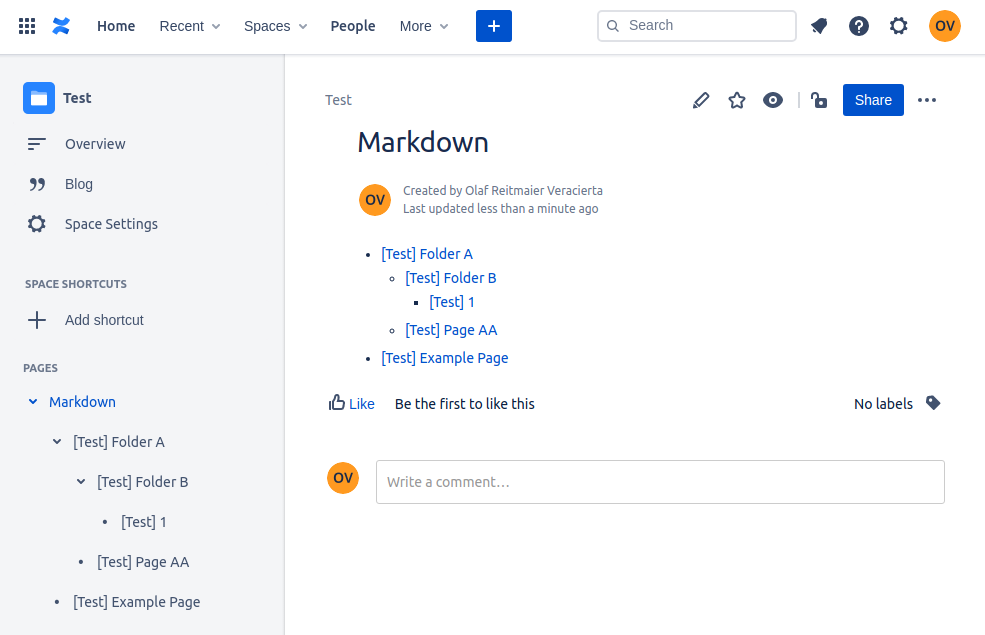 Home Recent Spaces People More + Search ? OV
Test
Overview
Blog
Space Settings
SPACE SHORTCUTS
Add shortcut
PAGES
Markdown
[Test] Folder A
[Test] Folder B
[Test] 1
[Test] Page AA
[Test] Example Page
Test Share
Markdown
OV
Created by Olaf Reitmaier Veracierta
Last updated less than a minute ago
[Test] Folder A
[Test] Folder B
[Test] 1
[Test] Page AA
[Test] Example Page
Like Be the first to like this No labels
OV Write a comment…